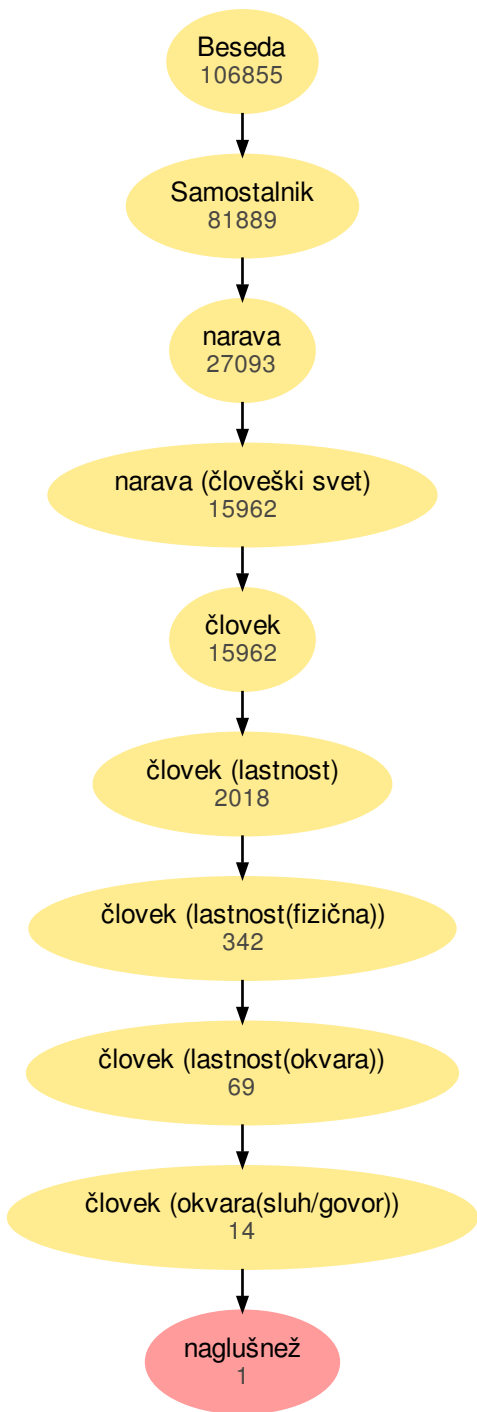 Beseda
106855
Samostalnik
81889
narava
27093
narava (človeški svet)
15962
človek
15962
človek (lastnost)
2018
človek (lastnost(fizična))
342
človek (lastnost(okvara))
69
človek (okvara(sluh/govor))
14
naglušnež
1